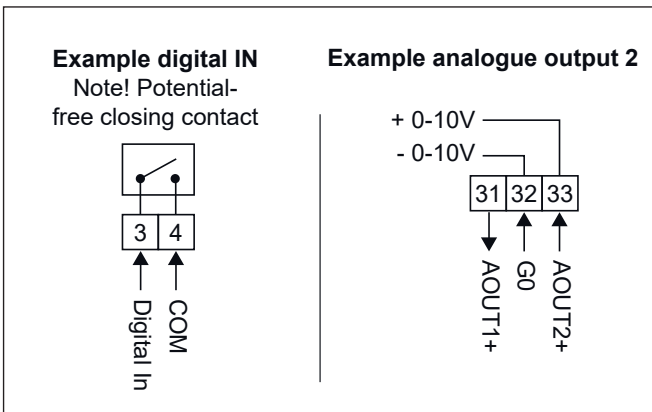 Example digital IN
Note! Potential-
free closing contact
3 4
Digital In
COM
Example analogue output 2
+ 0-10V
- 0-10V
31 32 33
AOUT1+
G0
AOUT2+